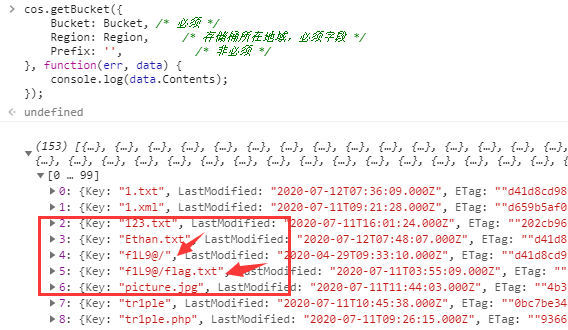 > cos.getBucket({
Bucket: Bucket, /* 必须 */
Region: Region, /* 存储桶所在地域，必须字段 */
Prefix: '', /* 非必须 */
}, function(err, data) {
console.log(data.Contents);
});
undefined
(153) [{…}, {…}, {…}, {…}, {…}, {…}, {…}, {…}, {…}, {…}, {…},
{…}, {…}, {…}, {…}, {…}, {…}, {…}, {…}, {…}, {…}, {…}, {…},
[0 … 99]
0: {Key: "1.txt", LastModified: "2020-07-12T07:36:09.000Z", ETag: ""d41d8cd98
1: {Key: "1.xml", LastModified: "2020-07-11T09:21:28.000Z", ETag: ""d659b5af0
2: {Key: "123.txt", LastModified: "2020-07-11T16:01:24.000Z", ETag: ""202cb96
3: {Key: "Ethan.txt", LastModified: "2020-07-12T07:48:07.000Z", ETag: ""d41d8
4: {Key: "f1L9@/", LastModified: "2020-04-29T09:33:10.000Z", ETag: ""d41d8cd9
5: {Key: "f1L9@/flag.txt", LastModified: "2020-07-11T03:55:09.000Z", ETag: ""
6: {Key: "picture.jpg", LastModified: "2020-07-11T11:44:03.000Z", ETag: ""4b3
7: {Key: "tr1ple", LastModified: "2020-07-11T10:45:38.000Z", ETag: ""0bc7be34
8: {Key: "tr1ple.php", LastModified: "2020-07-11T09:26:15.000Z", ETag: ""9366